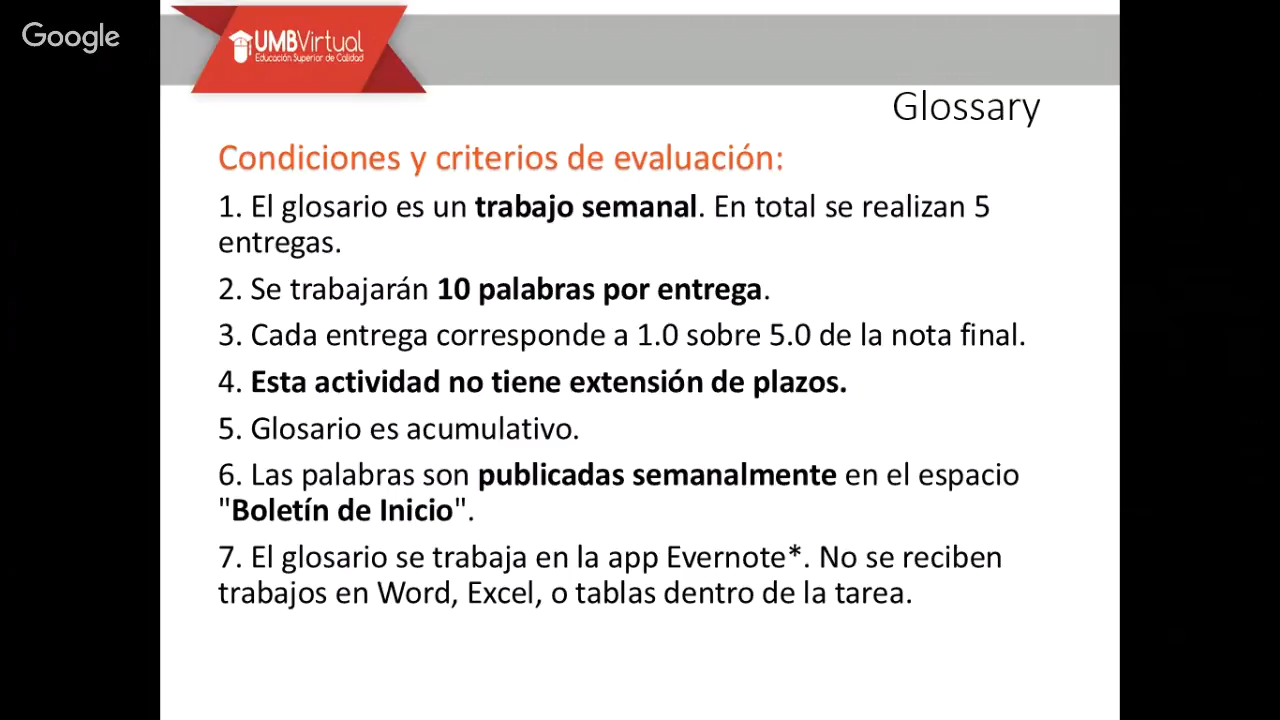 Google
UMBVirtual
Educación Superior de Calidad
Glossary
Condiciones y criterios de evaluación:
1. El glosario es un trabajo semanal. En total se realizan 5
entregas.
2. Se trabajarán 10 palabras por entrega.
3. Cada entrega corresponde a 1.0 sobre 5.0 de la nota final.
4. Esta actividad no tiene extensión de plazos.
5. Glosario es acumulativo.
6. Las palabras son publicadas semanalmente en el espacio
"Boletín de Inicio".
7. El glosario se trabaja en la app Evernote*. No se reciben
trabajos en Word, Excel, o tablas dentro de la tarea.